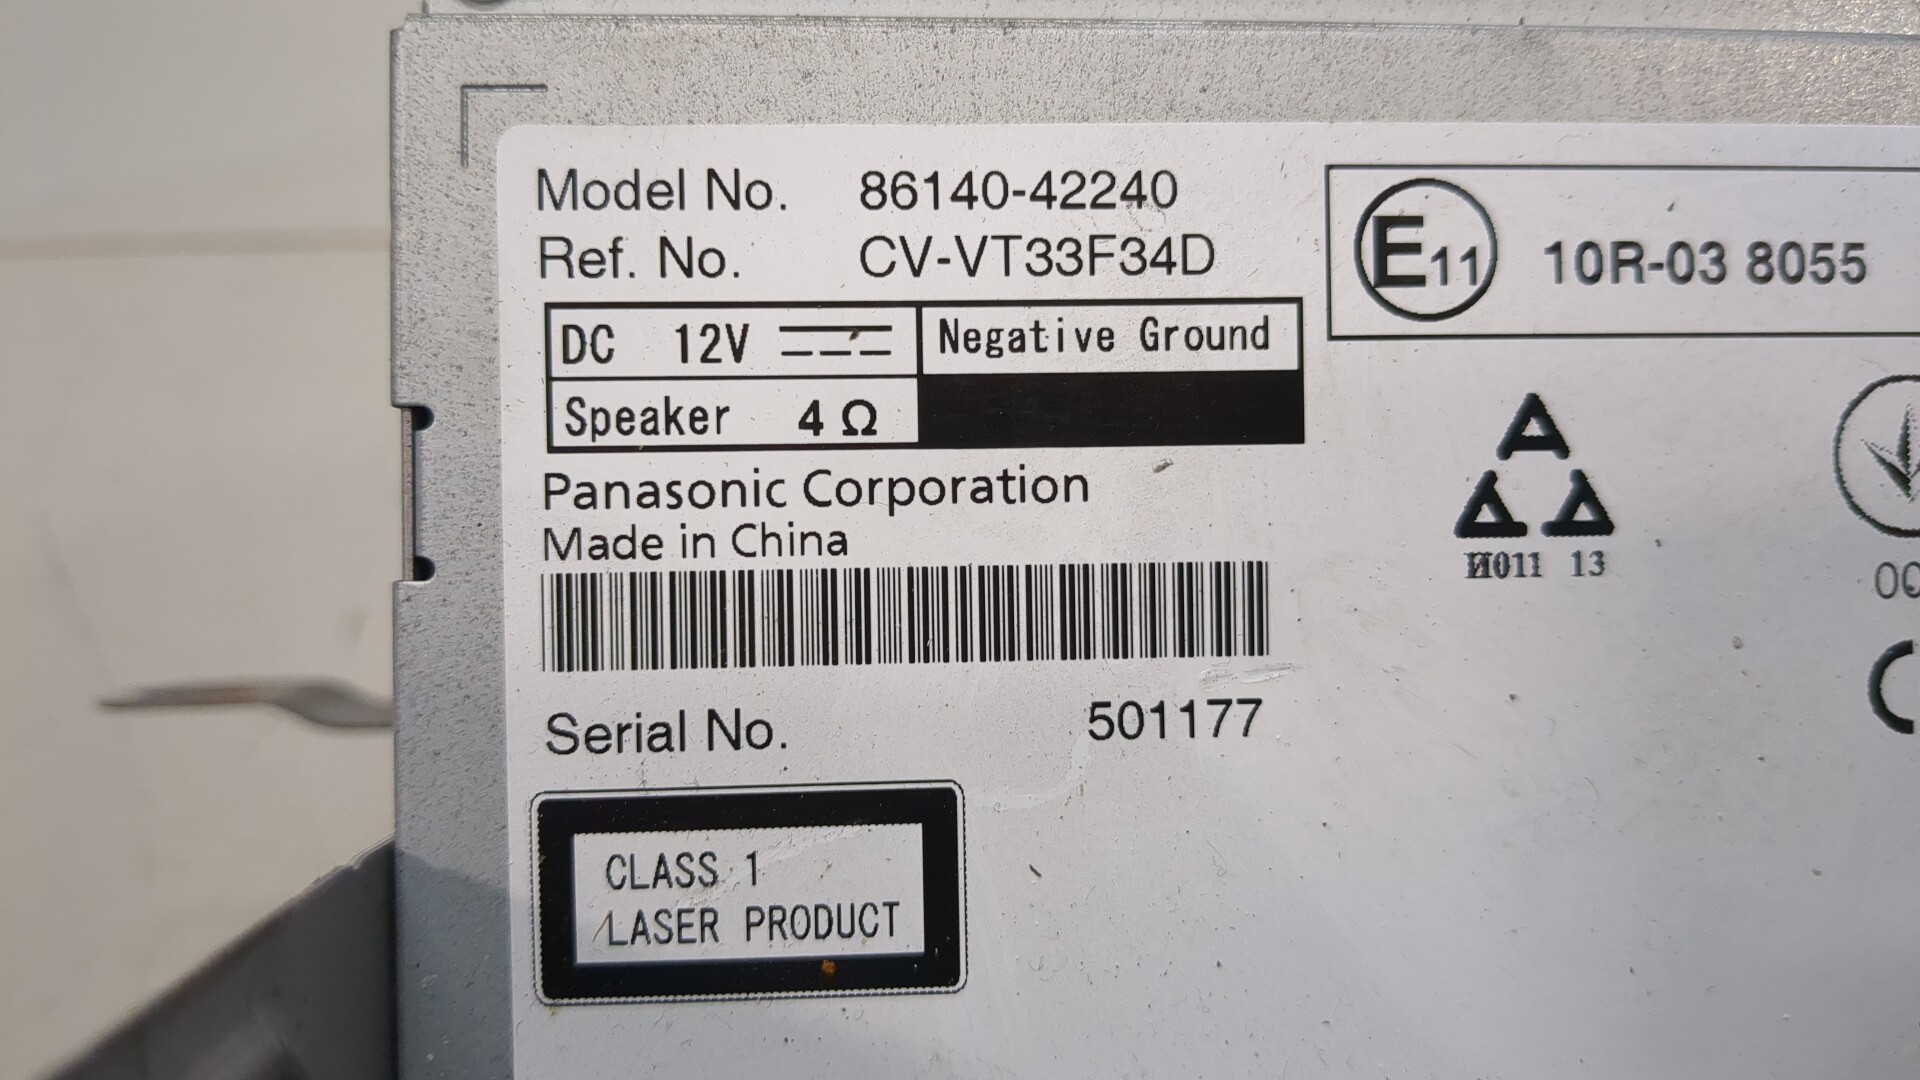 Model No. 86140-42240
Ref. No. CV-VT33F34D
E11 10R-03 8055
DC 12V Negative Ground
Speaker 4 Ω
Panasonic Corporation
Made in China
13
Serial No. 501177
CLASS 1
LASER PRODUCT